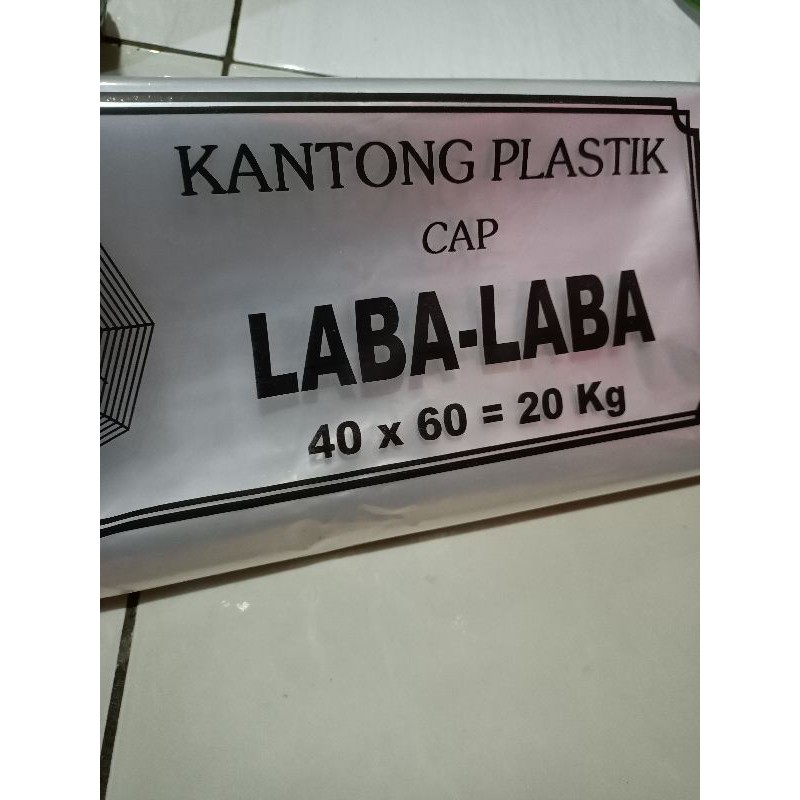 KANTONG PLASTIK
CAP
LABA-LABA
40 x 60 = 20 Kg